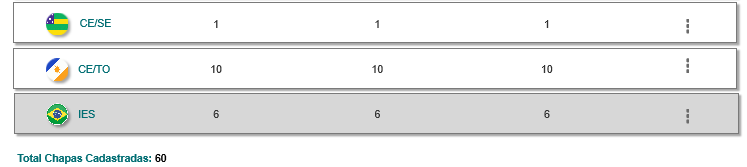 CE/SE 1 1 1
CE/TO 10 10 10
IES 6 6 6
Total Chapas Cadastradas: 60